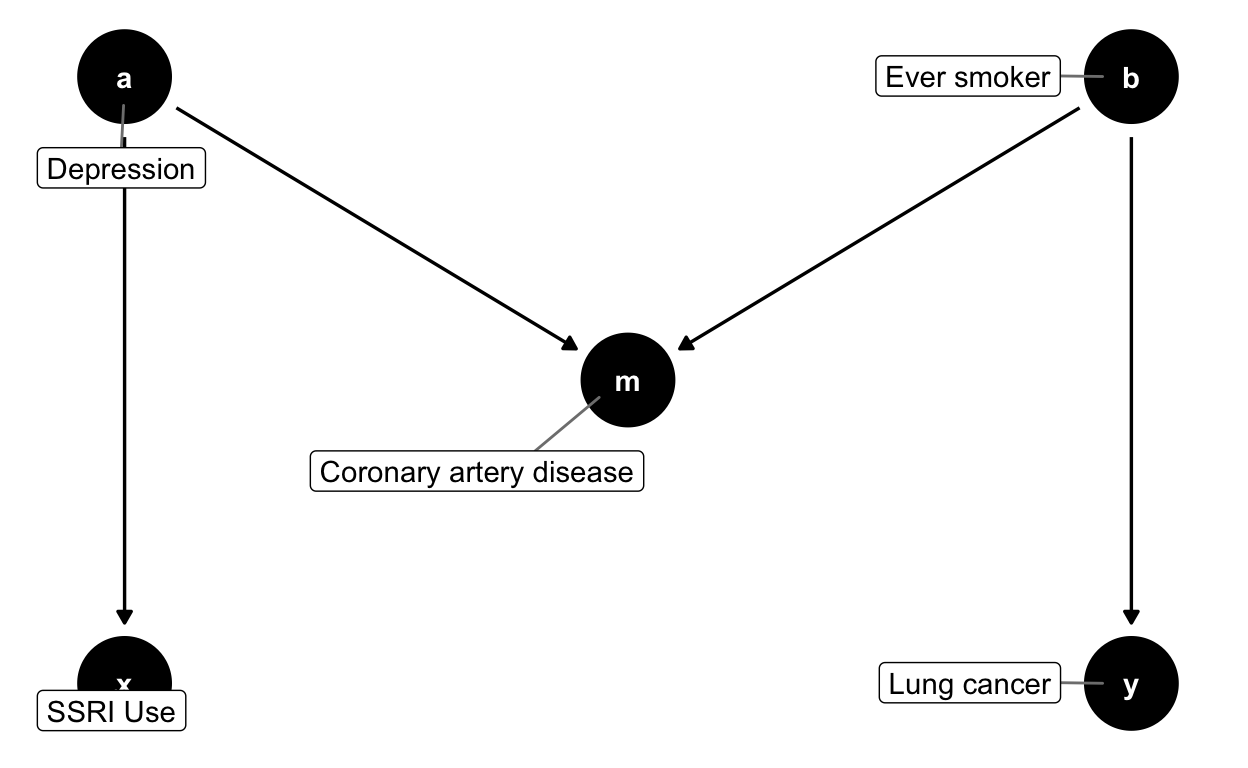 a
Ever smoker
b
Depression
m
Coronary artery disease
x
SSRI Use
Lung cancer
y